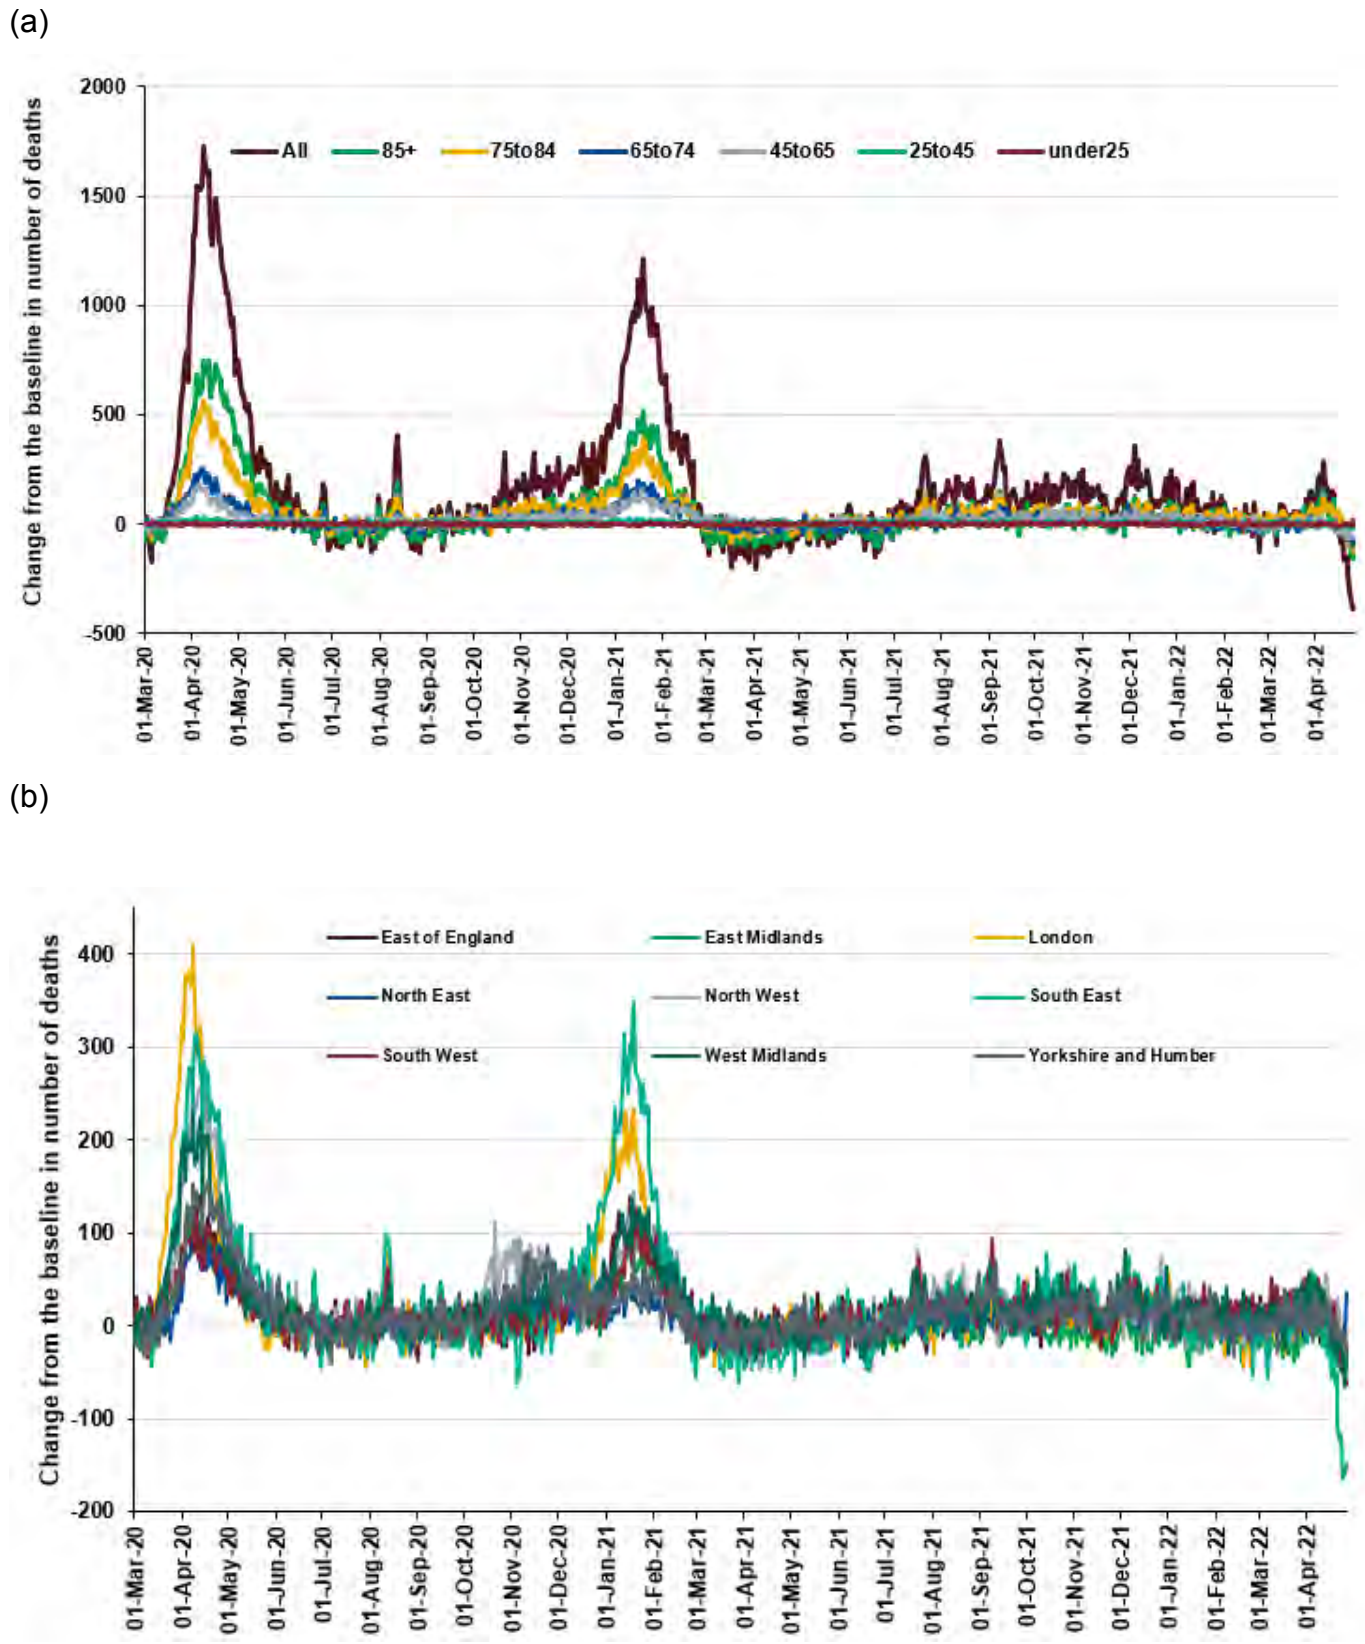 (a)
Change from the baseline in number of deaths
2000
1500
1000
500
0
-500
All 85+ 75to84 65to74 45to65 25to45 under25
01-Mar-20 01-Apr-20 01-May-20 01-Jun-20 01-Jul-20 01-Aug-20 01-Sep-20 01-Oct-20 01-Nov-20 01-Dec-20 01-Jan-21 01-Feb-21 01-Mar-21 01-Apr-21 01-May-21 01-Jun-21 01-Jul-21 01-Aug-21 01-Sep-21 01-Oct-21 01-Nov-21 01-Dec-21 01-Jan-22 01-Feb-22 01-Mar-22 01-Apr-22
(b)
Change from the baseline in number of deaths
400
300
200
100
0
-100
-200
East of England East Midlands London
North East North West South East
South West West Midlands Yorkshire and Humber
01-Mar-20 01-Apr-20 01-May-20 01-Jun-20 01-Jul-20 01-Aug-20 01-Sep-20 01-Oct-20 01-Nov-20 01-Dec-20 01-Jan-21 01-Feb-21 01-Mar-21 01-Apr-21 01-May-21 01-Jun-21 01-Jul-21 01-Aug-21 01-Sep-21 01-Oct-21 01-Nov-21 01-Dec-21 01-Jan-22 01-Feb-22 01-Mar-22 01-Apr-22